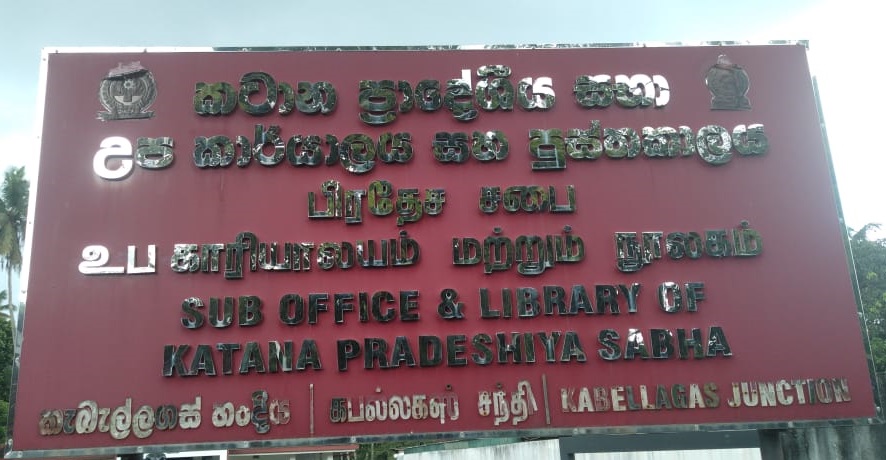 කටාන ප්‍රාදේශීය සභා
උප කාර්යාලය සහ පුස්තකාලය
பிரதேச சபை
உப காரியாலயம் மற்றும் நூலகம்
SUB OFFICE & LIBRARY OF
KATANA PRADESHIYA SABHA
කැබැල්ලගස් හංදිය | கபல்லகஸ் சந்தி | KABELLAGAS JUNCTION